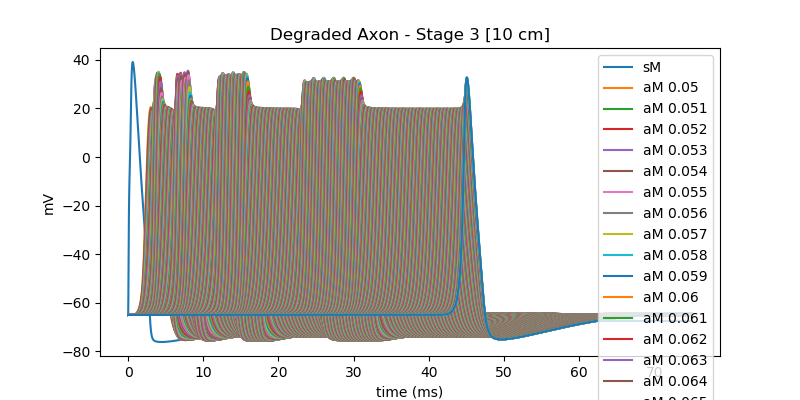 Degraded Axon - Stage 3 [10 cm]
40
20
0
−20
−40
−60
−80
mV
0
10
20
30
40
50
60
70
time (ms)
sM
aM 0.05
aM 0.051
aM 0.052
aM 0.053
aM 0.054
aM 0.055
aM 0.056
aM 0.057
aM 0.058
aM 0.059
aM 0.06
aM 0.061
aM 0.062
aM 0.063
aM 0.064
aM 0.065